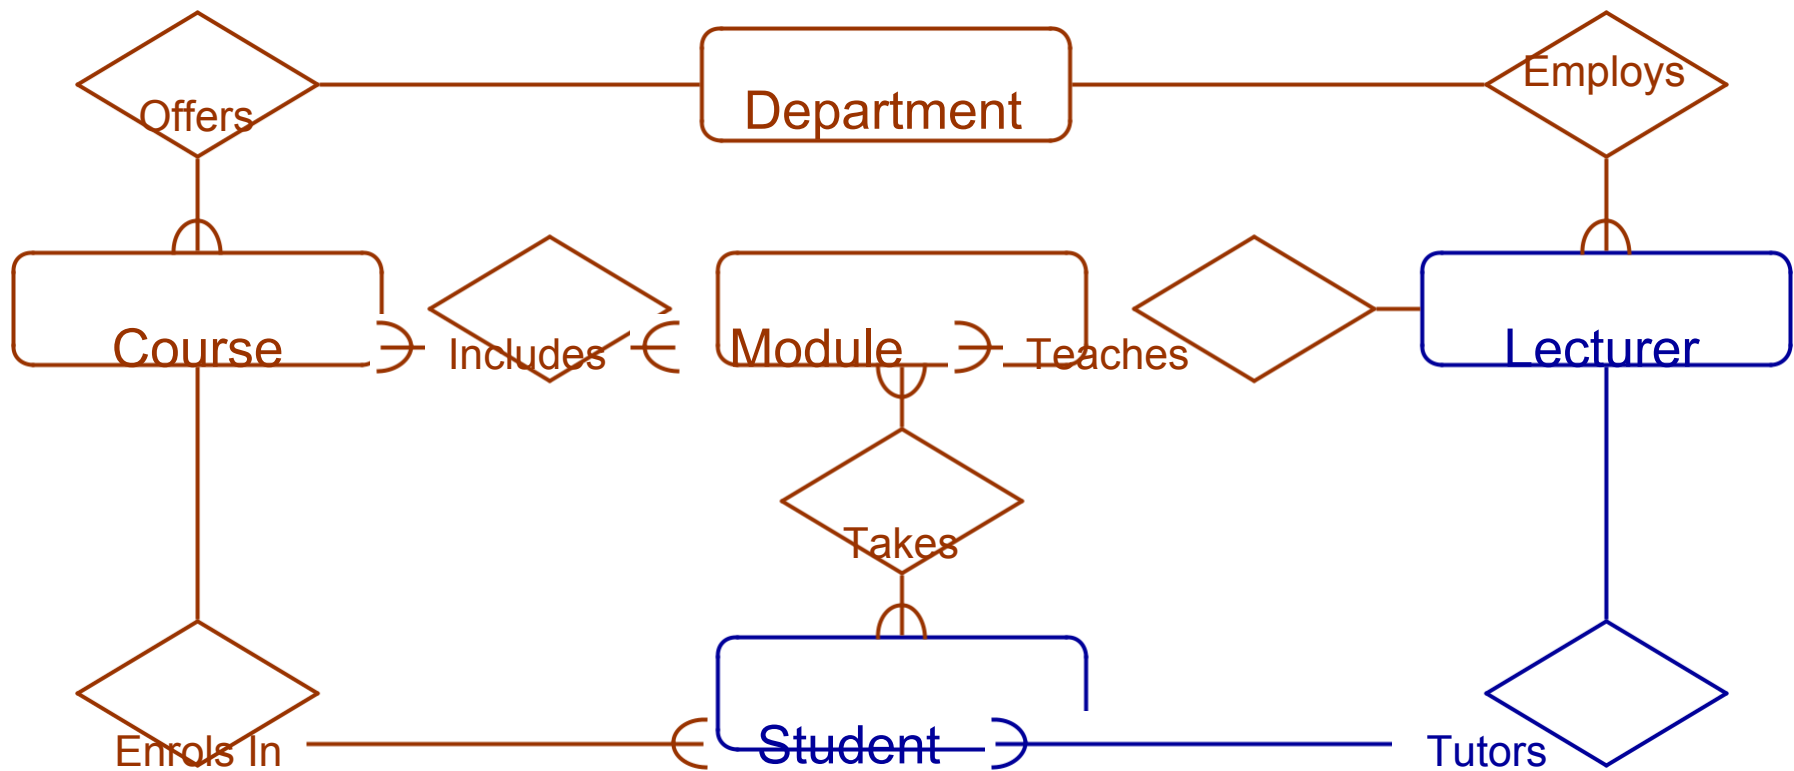 Offers
Department
Employs
Course
Includes
Module
Teaches
Lecturer
Takes
Enrols In
Student
Tutors